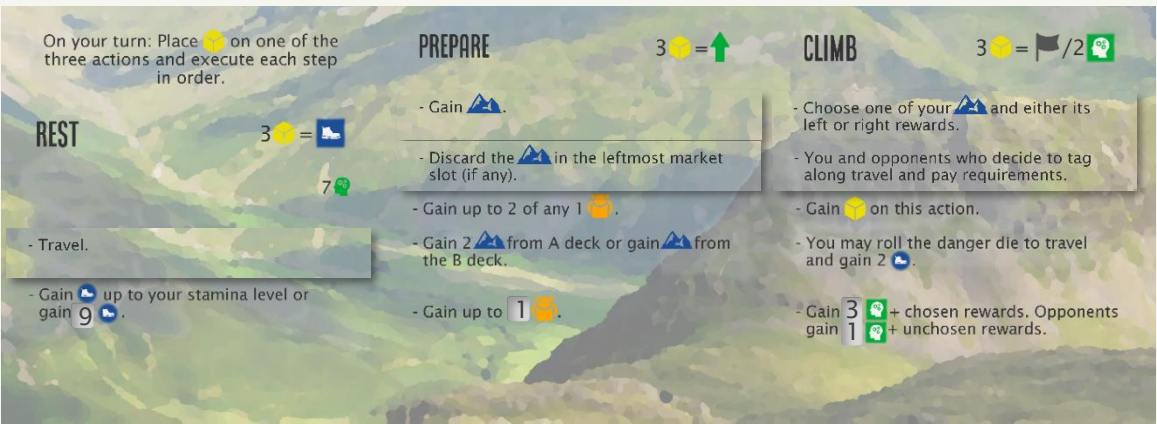 On your turn: Place on one of the
three actions and execute each step
in order.
REST 3 =
7
- Travel.
- Gain up to your stamina level or
gain 9 .
PREPARE 3 =
- Gain .
- Discard the in the leftmost market
slot (if any).
- Gain up to 2 of any 1 .
- Gain 2 from A deck or gain from
the B deck.
- Gain up to 1 .
CLIMB 3 = /2
- Choose one of your and either its
left or right rewards.
- You and opponents who decide to tag
along travel and pay requirements.
- Gain on this action.
- You may roll the danger die to travel
and gain 2 .
- Gain 3 + chosen rewards. Opponents
gain 1 + unchosen rewards.